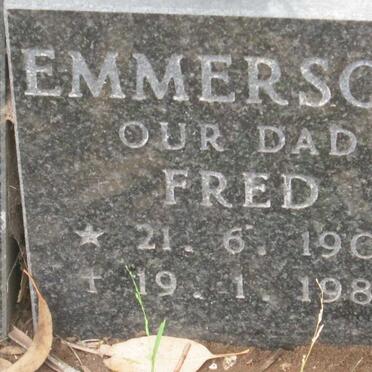 EMMERSO
OUR DAD
FRED
★ 21. 6. 190
† 19. 1. 198